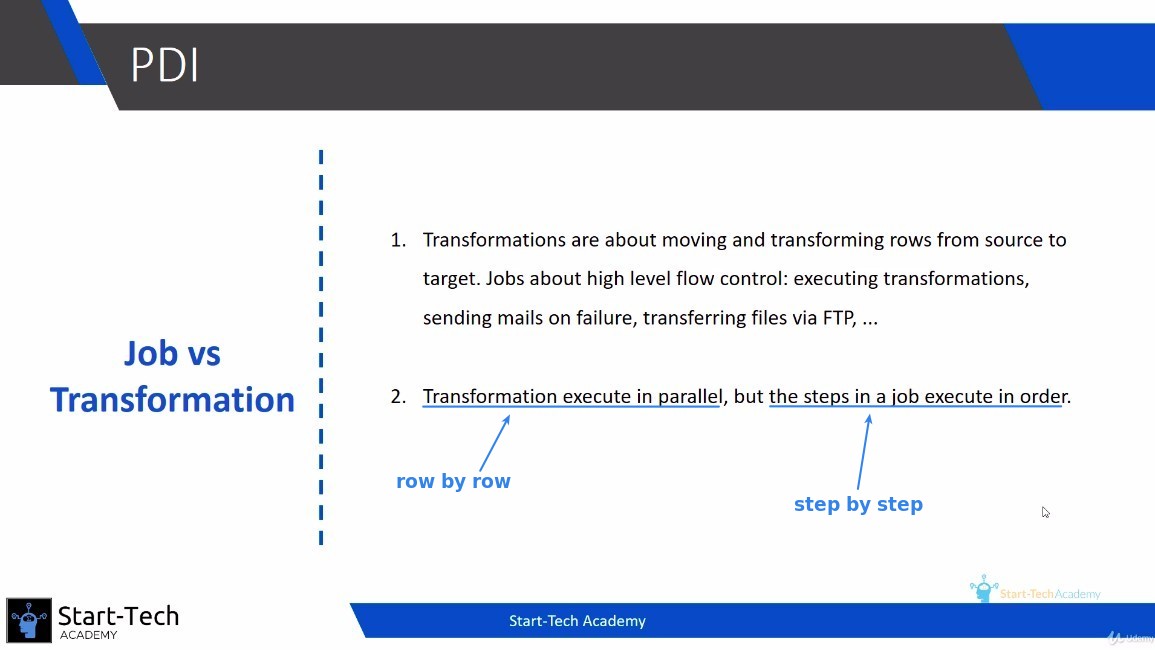 PDI
Job vs
Transformation
1. Transformations are about moving and transforming rows from source to
target. Jobs about high level flow control: executing transformations,
sending mails on failure, transferring files via FTP, ...
2. Transformation execute in parallel, but the steps in a job execute in order.
row by row
step by step
Start-Tech Academy
Start-Tech
ACADEMY
Start-Tech Academy
Udemy